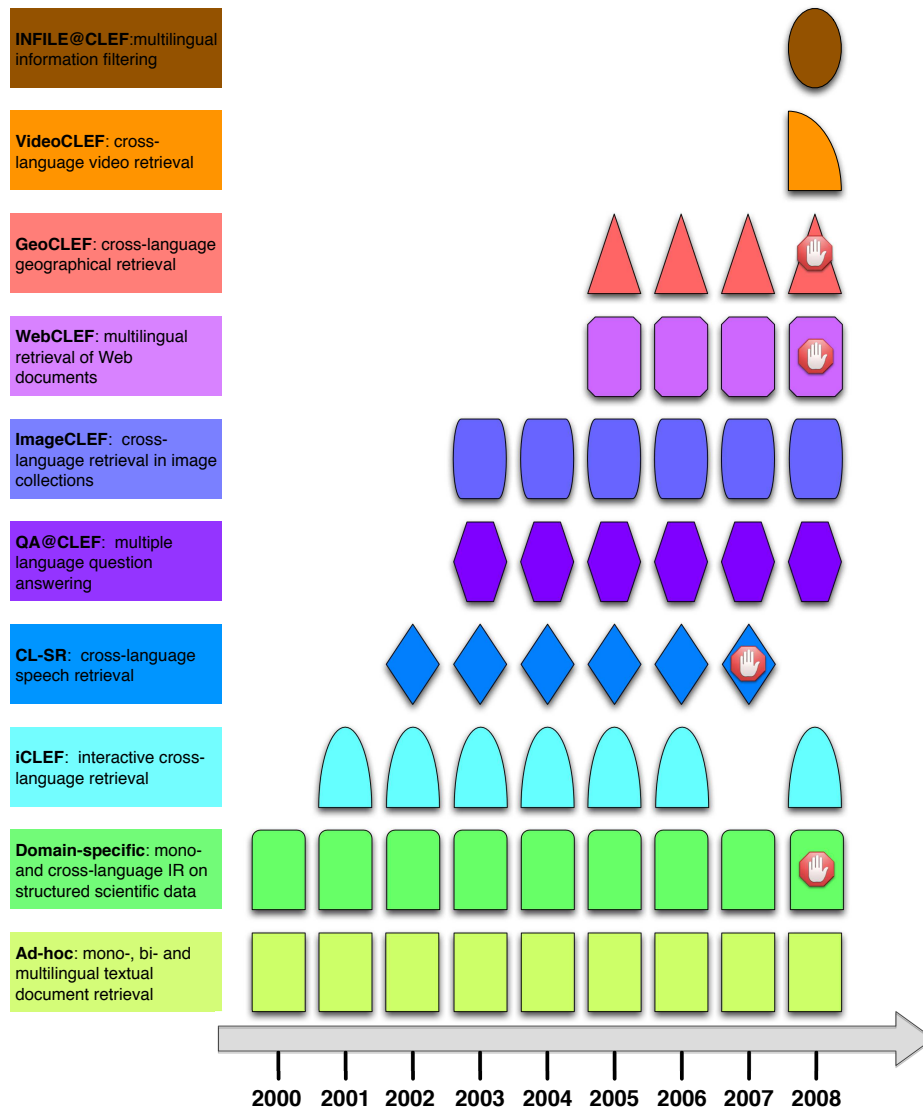 INFILE@CLEF:multilingual
information filtering
VideoCLEF: cross-
language video retrieval
GeoCLEF: cross-language
geographical retrieval
WebCLEF: multilingual
retrieval of Web
documents
ImageCLEF: cross-
language retrieval in image
collections
QA@CLEF: multiple
language question
answering
CL-SR: cross-language
speech retrieval
iCLEF: interactive cross-
language retrieval
Domain-specific: mono-
and cross-language IR on
structured scientific data
Ad-hoc: mono-, bi- and
multilingual textual
document retrieval
2000 2001 2002 2003 2004 2005 2006 2007 2008